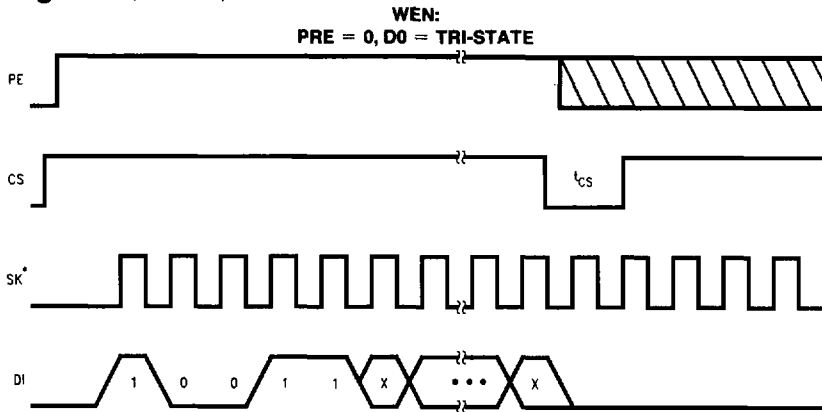 WEN:
PRE = 0, D0 = TRI-STATE
PE
CS
tCS
SK*
DI
1 0 0 1 1 X • • • X